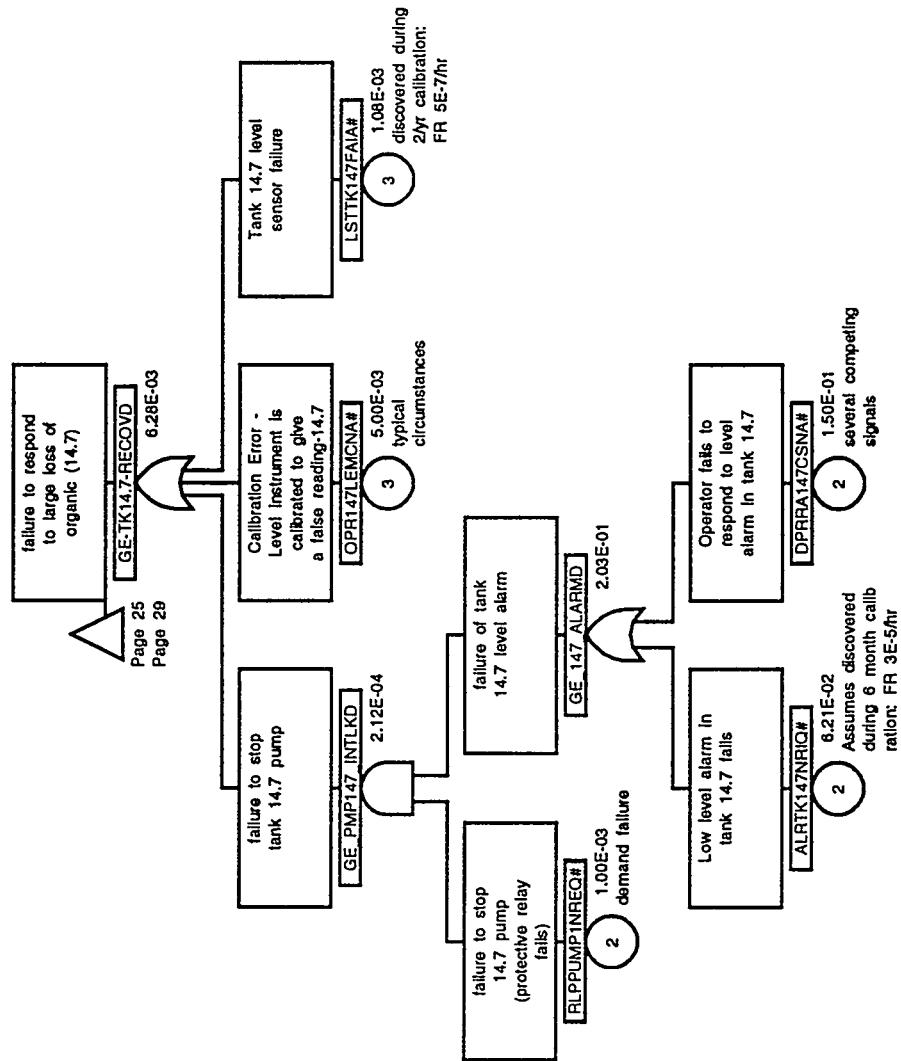 failure to respond
to large loss of
organic (14.7)
GE-TK14.7-RECOVD
6.28E-03
Page 25
Page 29
failure to stop
tank 14.7 pump
GE_PMP147_INTLKD
2.12E-04
Calibration Error -
Level Instrument is
calibrated to give
a false reading-14.7
OPR147LEMCNA#
5.00E-03
typical
circumstances
3
Tank 14.7 level
sensor failure
LSTTK147FAIA#
1.08E-03
discovered during
2/yr calibration:
FR 5E-7/hr
3
failure to stop
14.7 pump
(protective relay
fails)
RLPPUMP1NREQ#
1.00E-03
demand failure
2
failure of tank
14.7 level alarm
GE_147_ALARMD
2.03E-01
Low level alarm in
tank 14.7 fails
ALRTK147NRIQ#
6.21E-02
Assumes discovered
during 6 month calib
ration: FR 3E-5/hr
2
Operator fails to
respond to level
alarm in tank 14.7
DPRRA147CSNA#
1.50E-01
several competing
signals
2